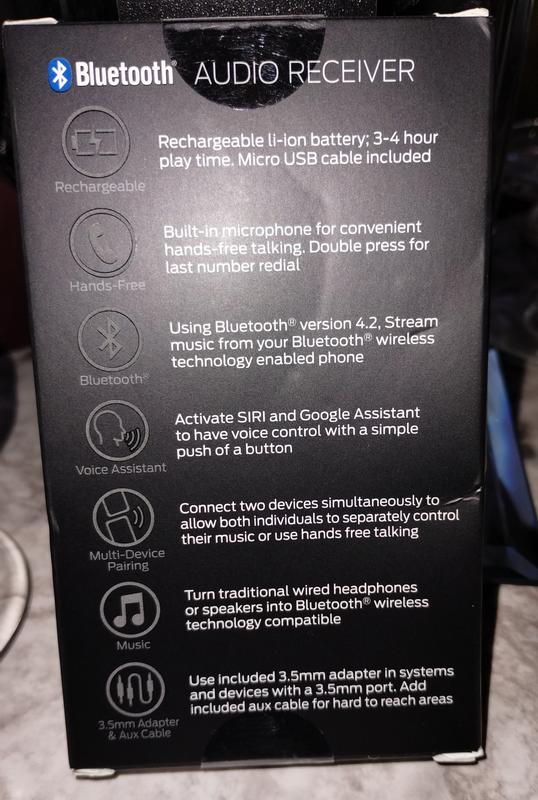 Bluetooth® AUDIO RECEIVER
Rechargeable li-ion battery; 3-4 hour
play time. Micro USB cable included
Rechargeable
Built-in microphone for convenient
hands-free talking. Double press for
last number redial
Hands-Free
Using Bluetooth® version 4.2, Stream
music from your Bluetooth® wireless
technology enabled phone
Bluetooth®
Activate SIRI and Google Assistant
to have voice control with a simple
push of a button
Voice Assistant
Connect two devices simultaneously to
allow both individuals to separately control
their music or use hands free talking
Multi-Device
Pairing
Turn traditional wired headphones
or speakers into Bluetooth® wireless
technology compatible
Music
Use included 3.5mm adapter in systems
and devices with a 3.5mm port. Add
included aux cable for hard to reach areas
3.5mm Adapter
& Aux Cable